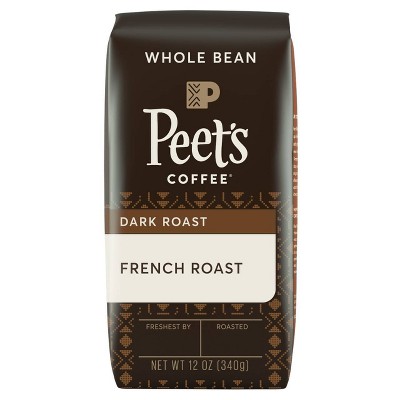 WHOLE BEAN
P
Peet's
COFFEE®
DARK ROAST
FRENCH ROAST
FRESHEST BY ROASTED
NET WT 12 OZ (340g)